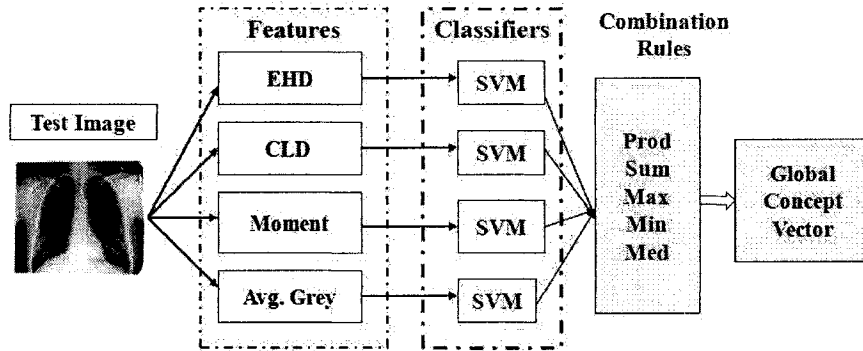 Features
Classifiers
Combination
Rules
Test Image
EHD
CLD
Moment
Avg. Grey
SVM
SVM
SVM
SVM
Prod
Sum
Max
Min
Med
Global
Concept
Vector